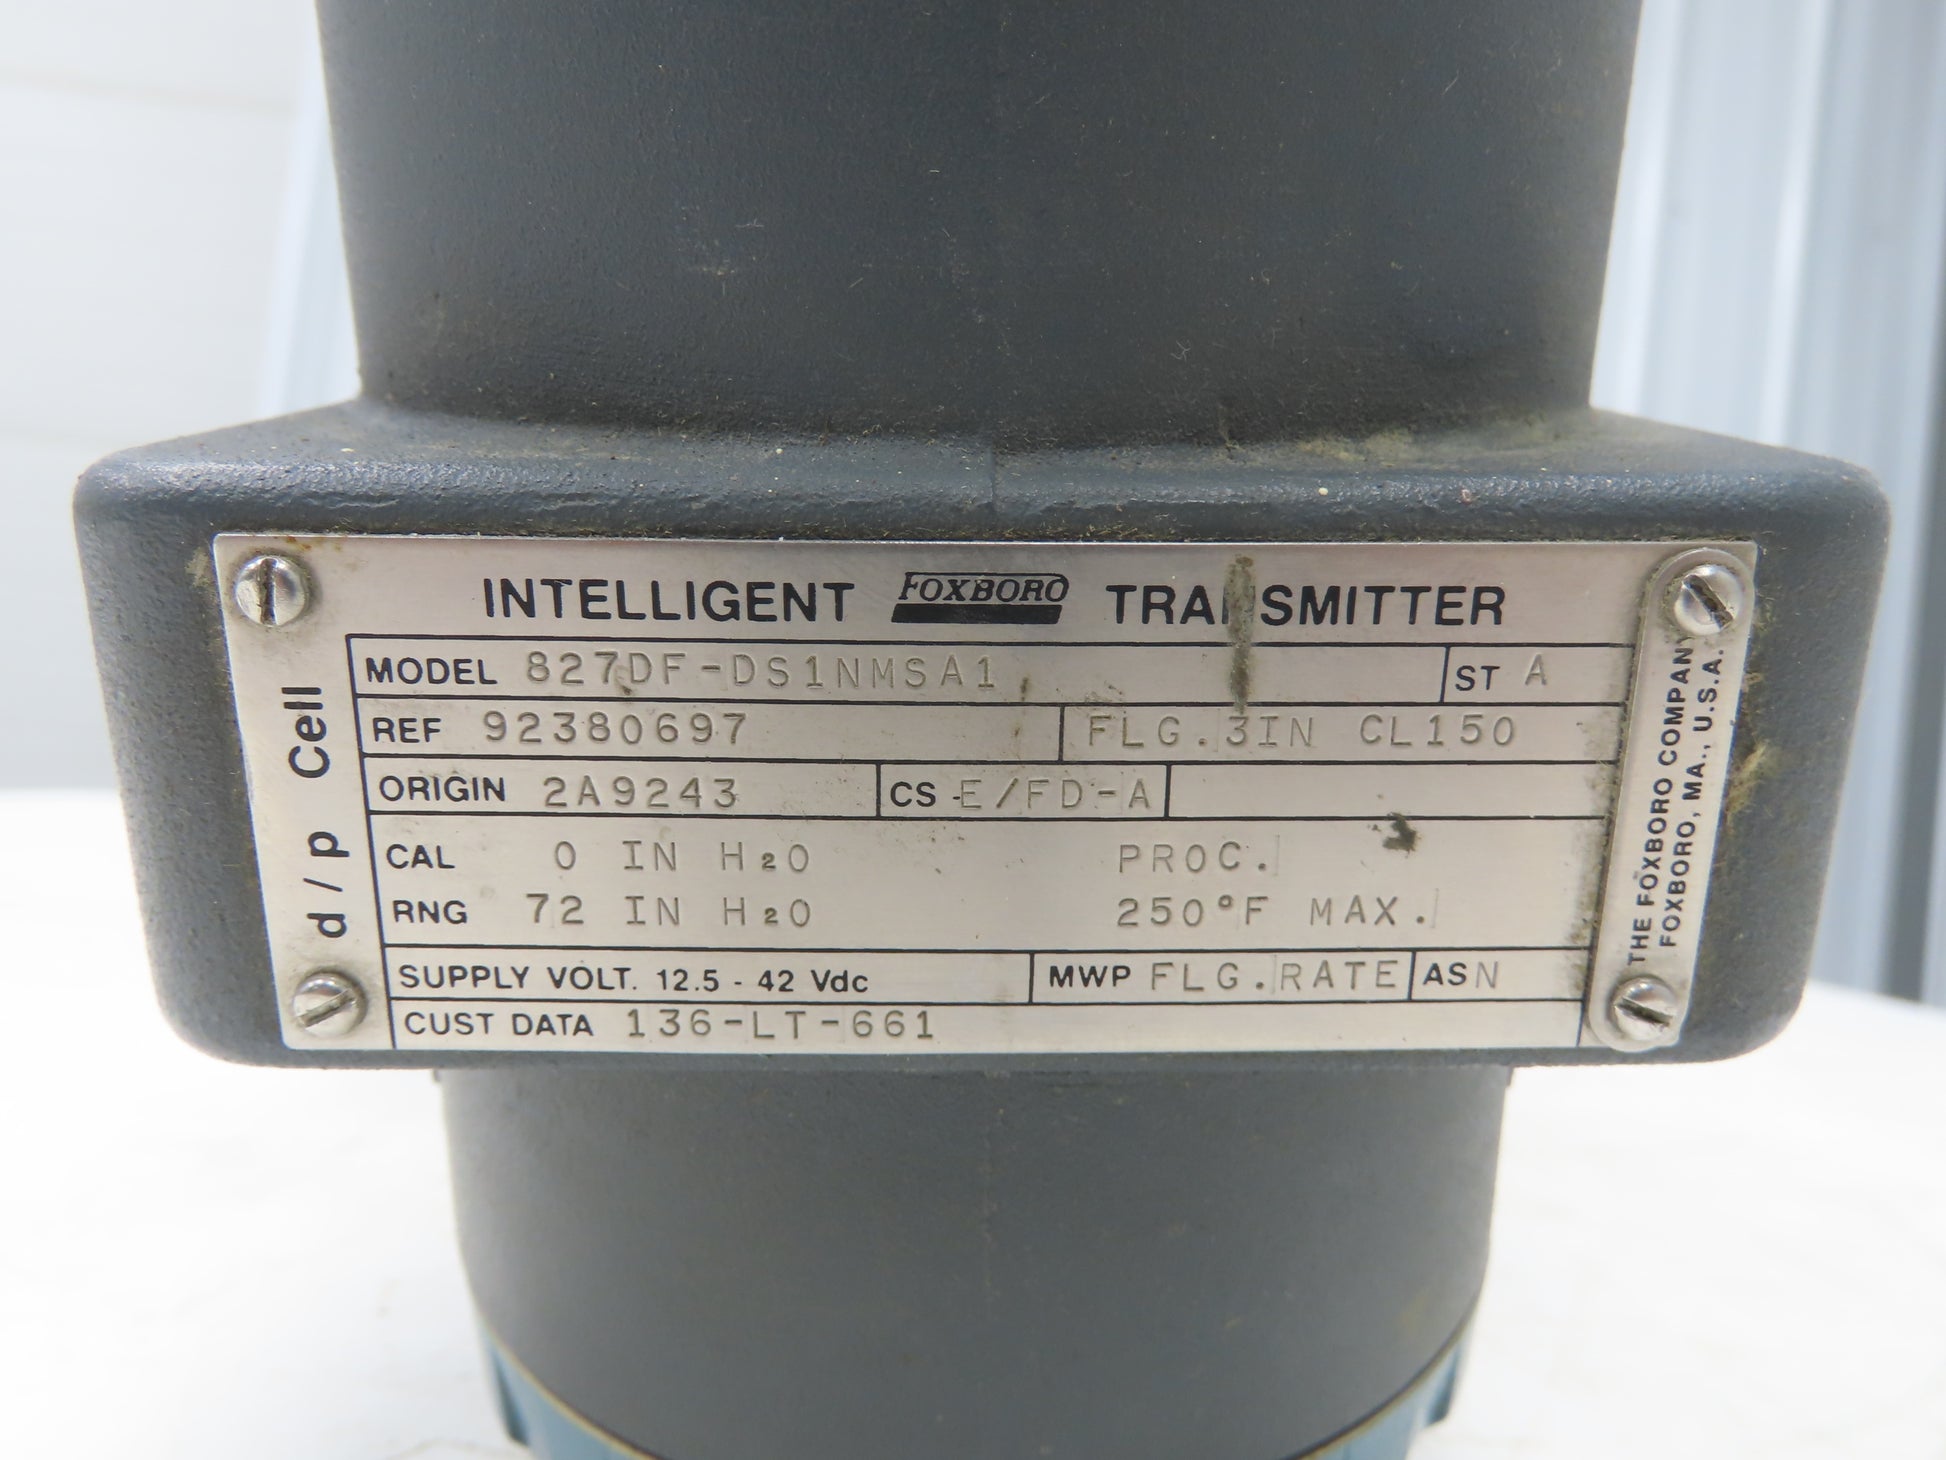 INTELLIGENT FOXBORO TRANSMITTER
d/p Cell
MODEL 827DF-DS1NMSA1 ST A
REF 92380697 FLG. 3IN CL150
ORIGIN 2A9243 CS E/FD-A
CAL 0 IN H2O PROC.
RNG 72 IN H2O 250°F MAX.
SUPPLY VOLT. 12.5 - 42 Vdc MWP FLG. RATE ASN
CUST DATA 136-LT-661
THE FOXBORO COMPANY
FOXBORO, MA., U.S.A.